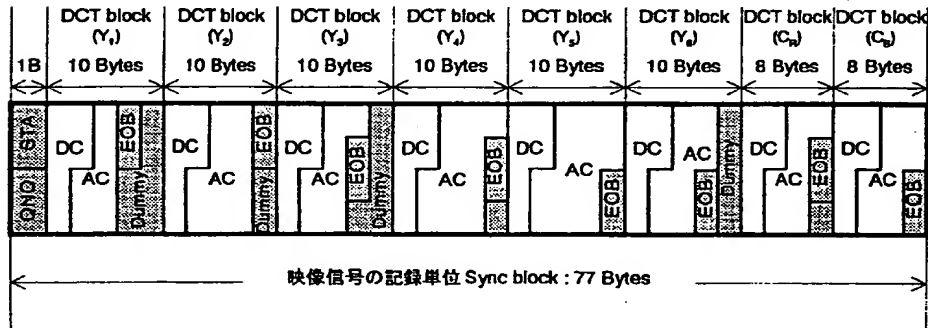 DCT block DCT block DCT block DCT block DCT block DCT block DCT block DCT block
(Y₁) (Y₂) (Y₃) (Y₄) (Y₅) (Y₆) (C_R) (C_B)
1B 10 Bytes 10 Bytes 10 Bytes 10 Bytes 10 Bytes 10 Bytes 8 Bytes 8 Bytes
STA
QNO
DC
AC
EOB
Dummy
DC
AC
EOB
Dummy
DC
AC
EOB
Dummy
DC
AC
EOB
DC
AC
EOB
DC
AC
EOB
Dummy
DC
AC
EOB
DC
AC
EOB
映像信号の記録単位 Sync block : 77 Bytes